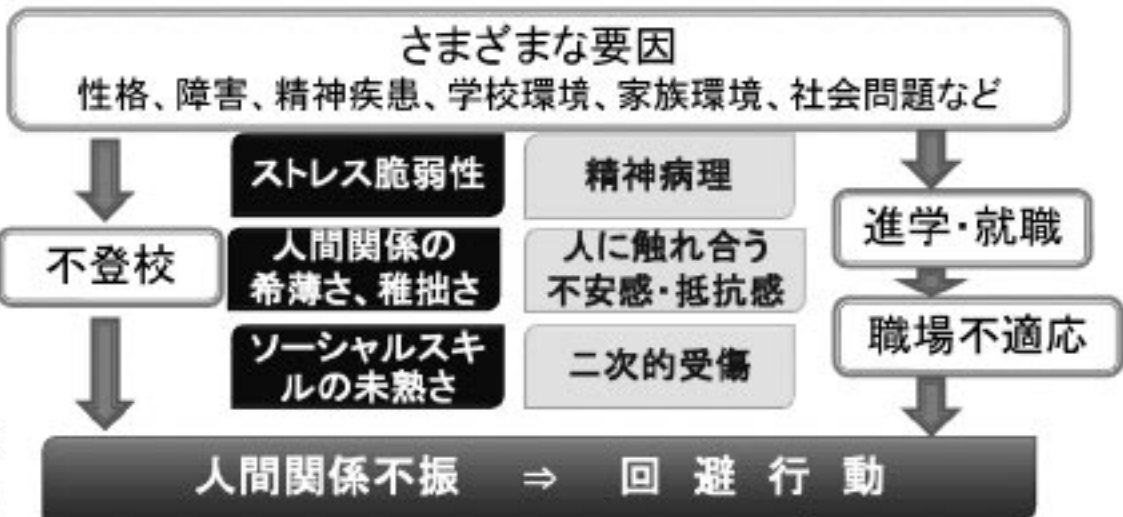 さまざまな要因
性格、障害、精神疾患、学校環境、家族環境、社会問題など
ストレス脆弱性
精神病理
不登校
人間関係の
希薄さ、稚拙さ
人に触れ合う
不安感・抵抗感
進学・就職
ソーシャルスキ
ルの未熟さ
二次的受傷
職場不適応
人間関係不振 ⇒ 回避行動